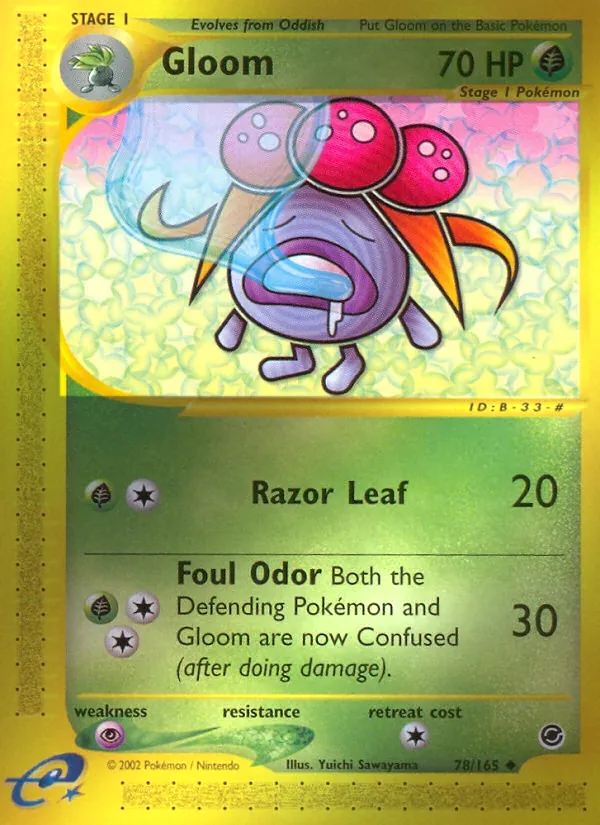 STAGE 1
Evolves from Oddish Put Gloom on the Basic Pokémon
Gloom 70 HP
Stage 1 Pokémon
ID:B-33-#
Razor Leaf 20
Foul Odor Both the
Defending Pokémon and
Gloom are now Confused
(after doing damage).
30
weakness resistance retreat cost
© 2002 Pokémon / Nintendo Illus. Yuichi Sawayama 78/165
e